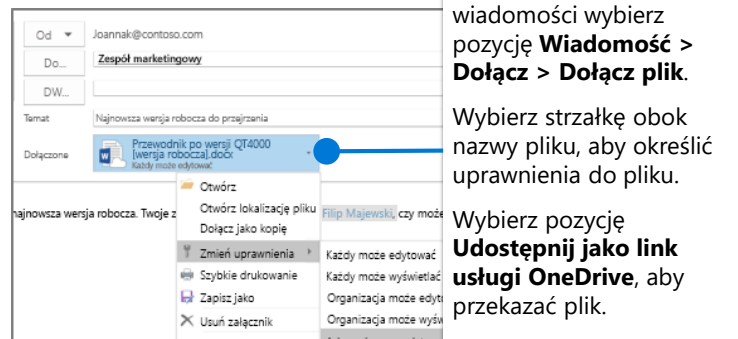 Od
Joannak@contoso.com
Do...
Zespół marketingowy
DW...
Temat
Najnowsza wersja robocza do przejrzenia
Dołączone
Przewodnik po wersji QT4000
[wersja robocza].docx
Każdy może edytować
Otwórz
Otwórz lokalizację pliku
Dołącz jako kopię
Zmień uprawnienia
Szybkie drukowanie
Zapisz jako
Usuń załącznik
najnowsza wersja robocza. Twoje z
Filip Majewski, czy może
Każdy może edytować
Każdy może wyświetlać
Organizacja może edyt
Organizacja może wyśw
wiadomości wybierz
pozycję Wiadomość >
Dołącz > Dołącz plik.
Wybierz strzałkę obok
nazwy pliku, aby określić
uprawnienia do pliku.
Wybierz pozycję
Udostępnij jako link
usługi OneDrive, aby
przekazać plik.